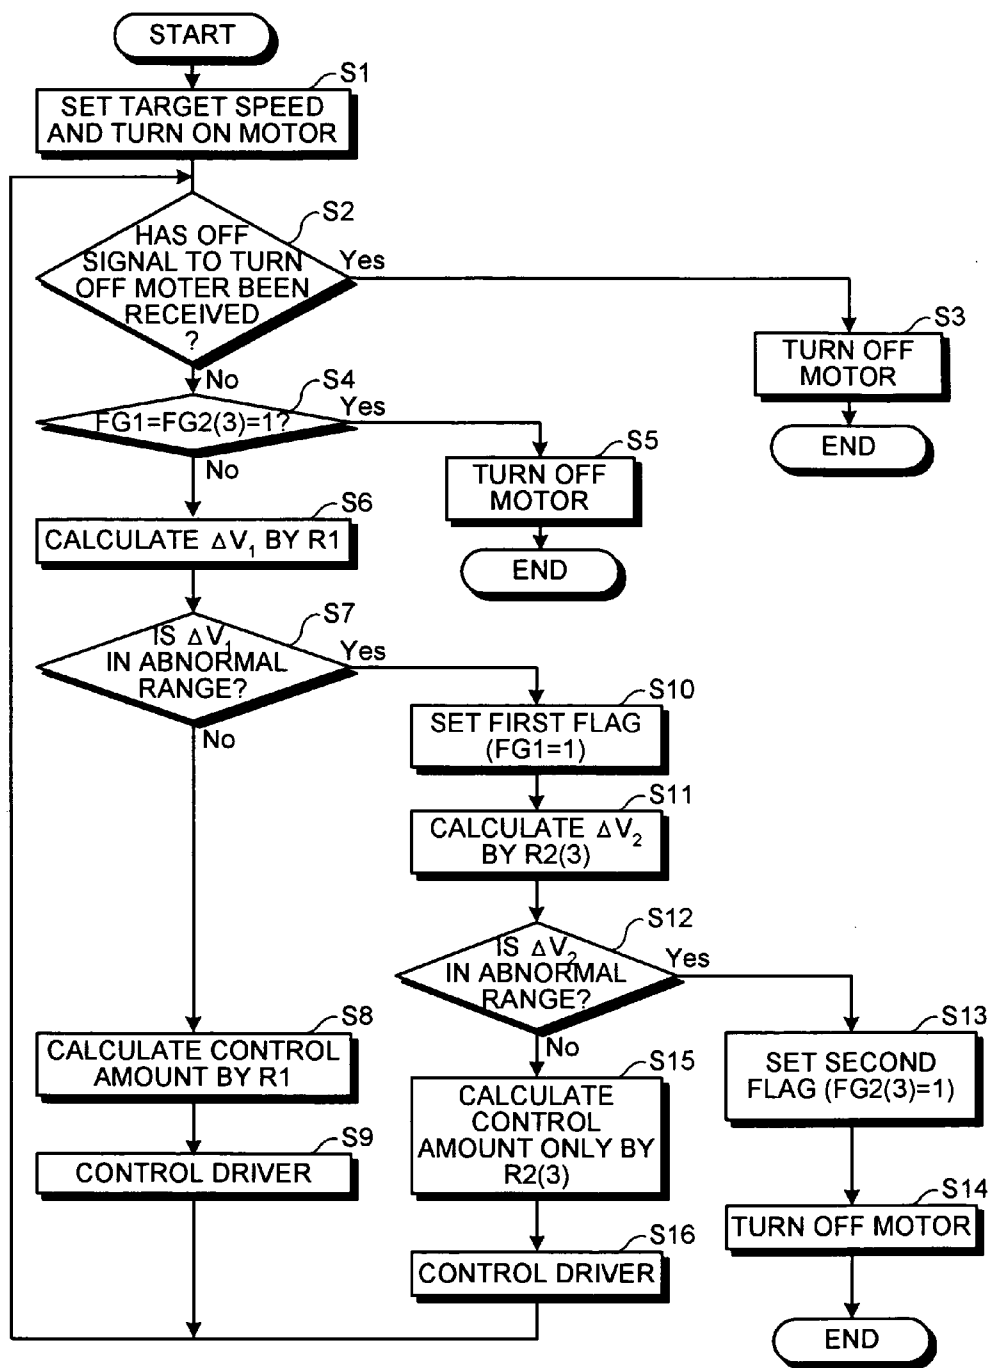 START
S1
SET TARGET SPEED
AND TURN ON MOTOR
S2
HAS OFF
SIGNAL TO TURN
OFF MOTER BEEN
RECEIVED
?
Yes
No
S3
TURN OFF
MOTOR
END
S4
FG1=FG2(3)=1?
Yes
No
S5
TURN OFF
MOTOR
END
S6
CALCULATE ΔV₁ BY R1
S7
IS ΔV₁
IN ABNORMAL
RANGE?
Yes
No
S10
SET FIRST FLAG
(FG1=1)
S11
CALCULATE ΔV₂
BY R2(3)
S12
IS ΔV₂
IN ABNORMAL
RANGE?
Yes
No
S8
CALCULATE CONTROL
AMOUNT BY R1
S9
CONTROL DRIVER
S15
CALCULATE
CONTROL
AMOUNT ONLY BY
R2(3)
S16
CONTROL DRIVER
S13
SET SECOND
FLAG (FG2(3)=1)
S14
TURN OFF MOTOR
END